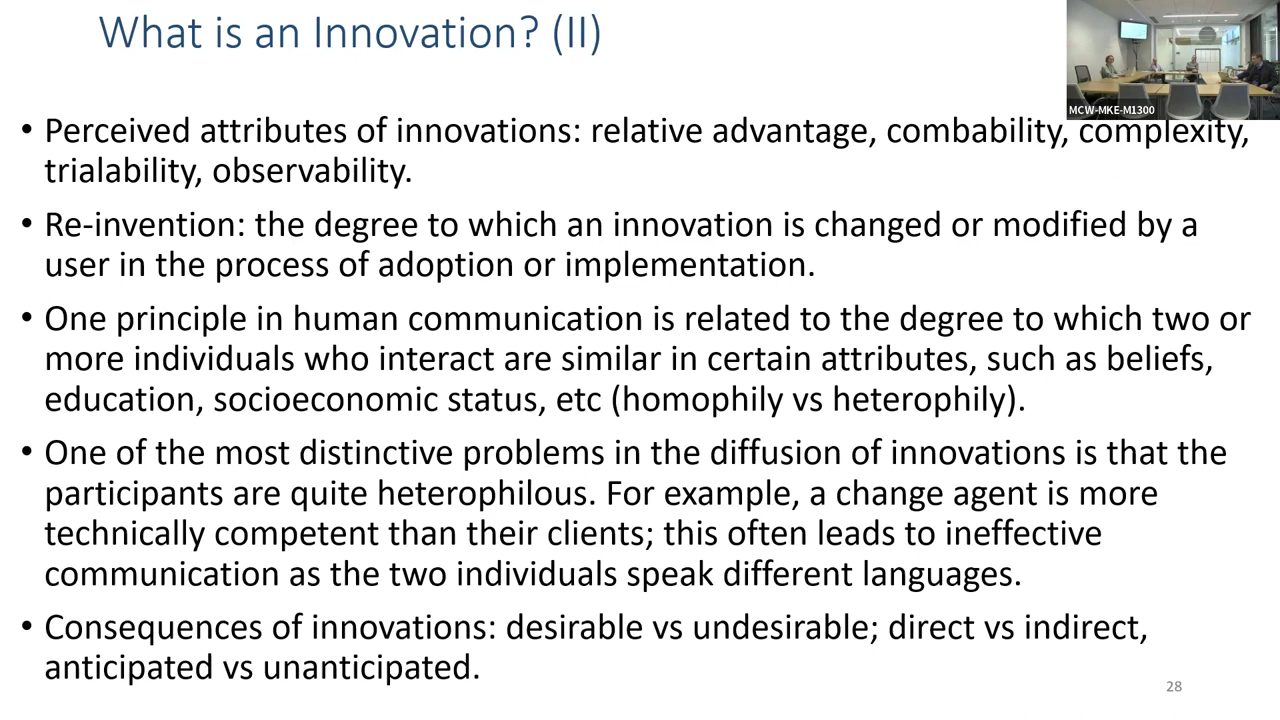 What is an Innovation? (II)
MCW-MKE-M1300
• Perceived attributes of innovations: relative advantage, combability, complexity,
trialability, observability.
• Re-invention: the degree to which an innovation is changed or modified by a
user in the process of adoption or implementation.
• One principle in human communication is related to the degree to which two or
more individuals who interact are similar in certain attributes, such as beliefs,
education, socioeconomic status, etc (homophily vs heterophily).
• One of the most distinctive problems in the diffusion of innovations is that the
participants are quite heterophilous. For example, a change agent is more
technically competent than their clients; this often leads to ineffective
communication as the two individuals speak different languages.
• Consequences of innovations: desirable vs undesirable; direct vs indirect,
anticipated vs unanticipated.
28